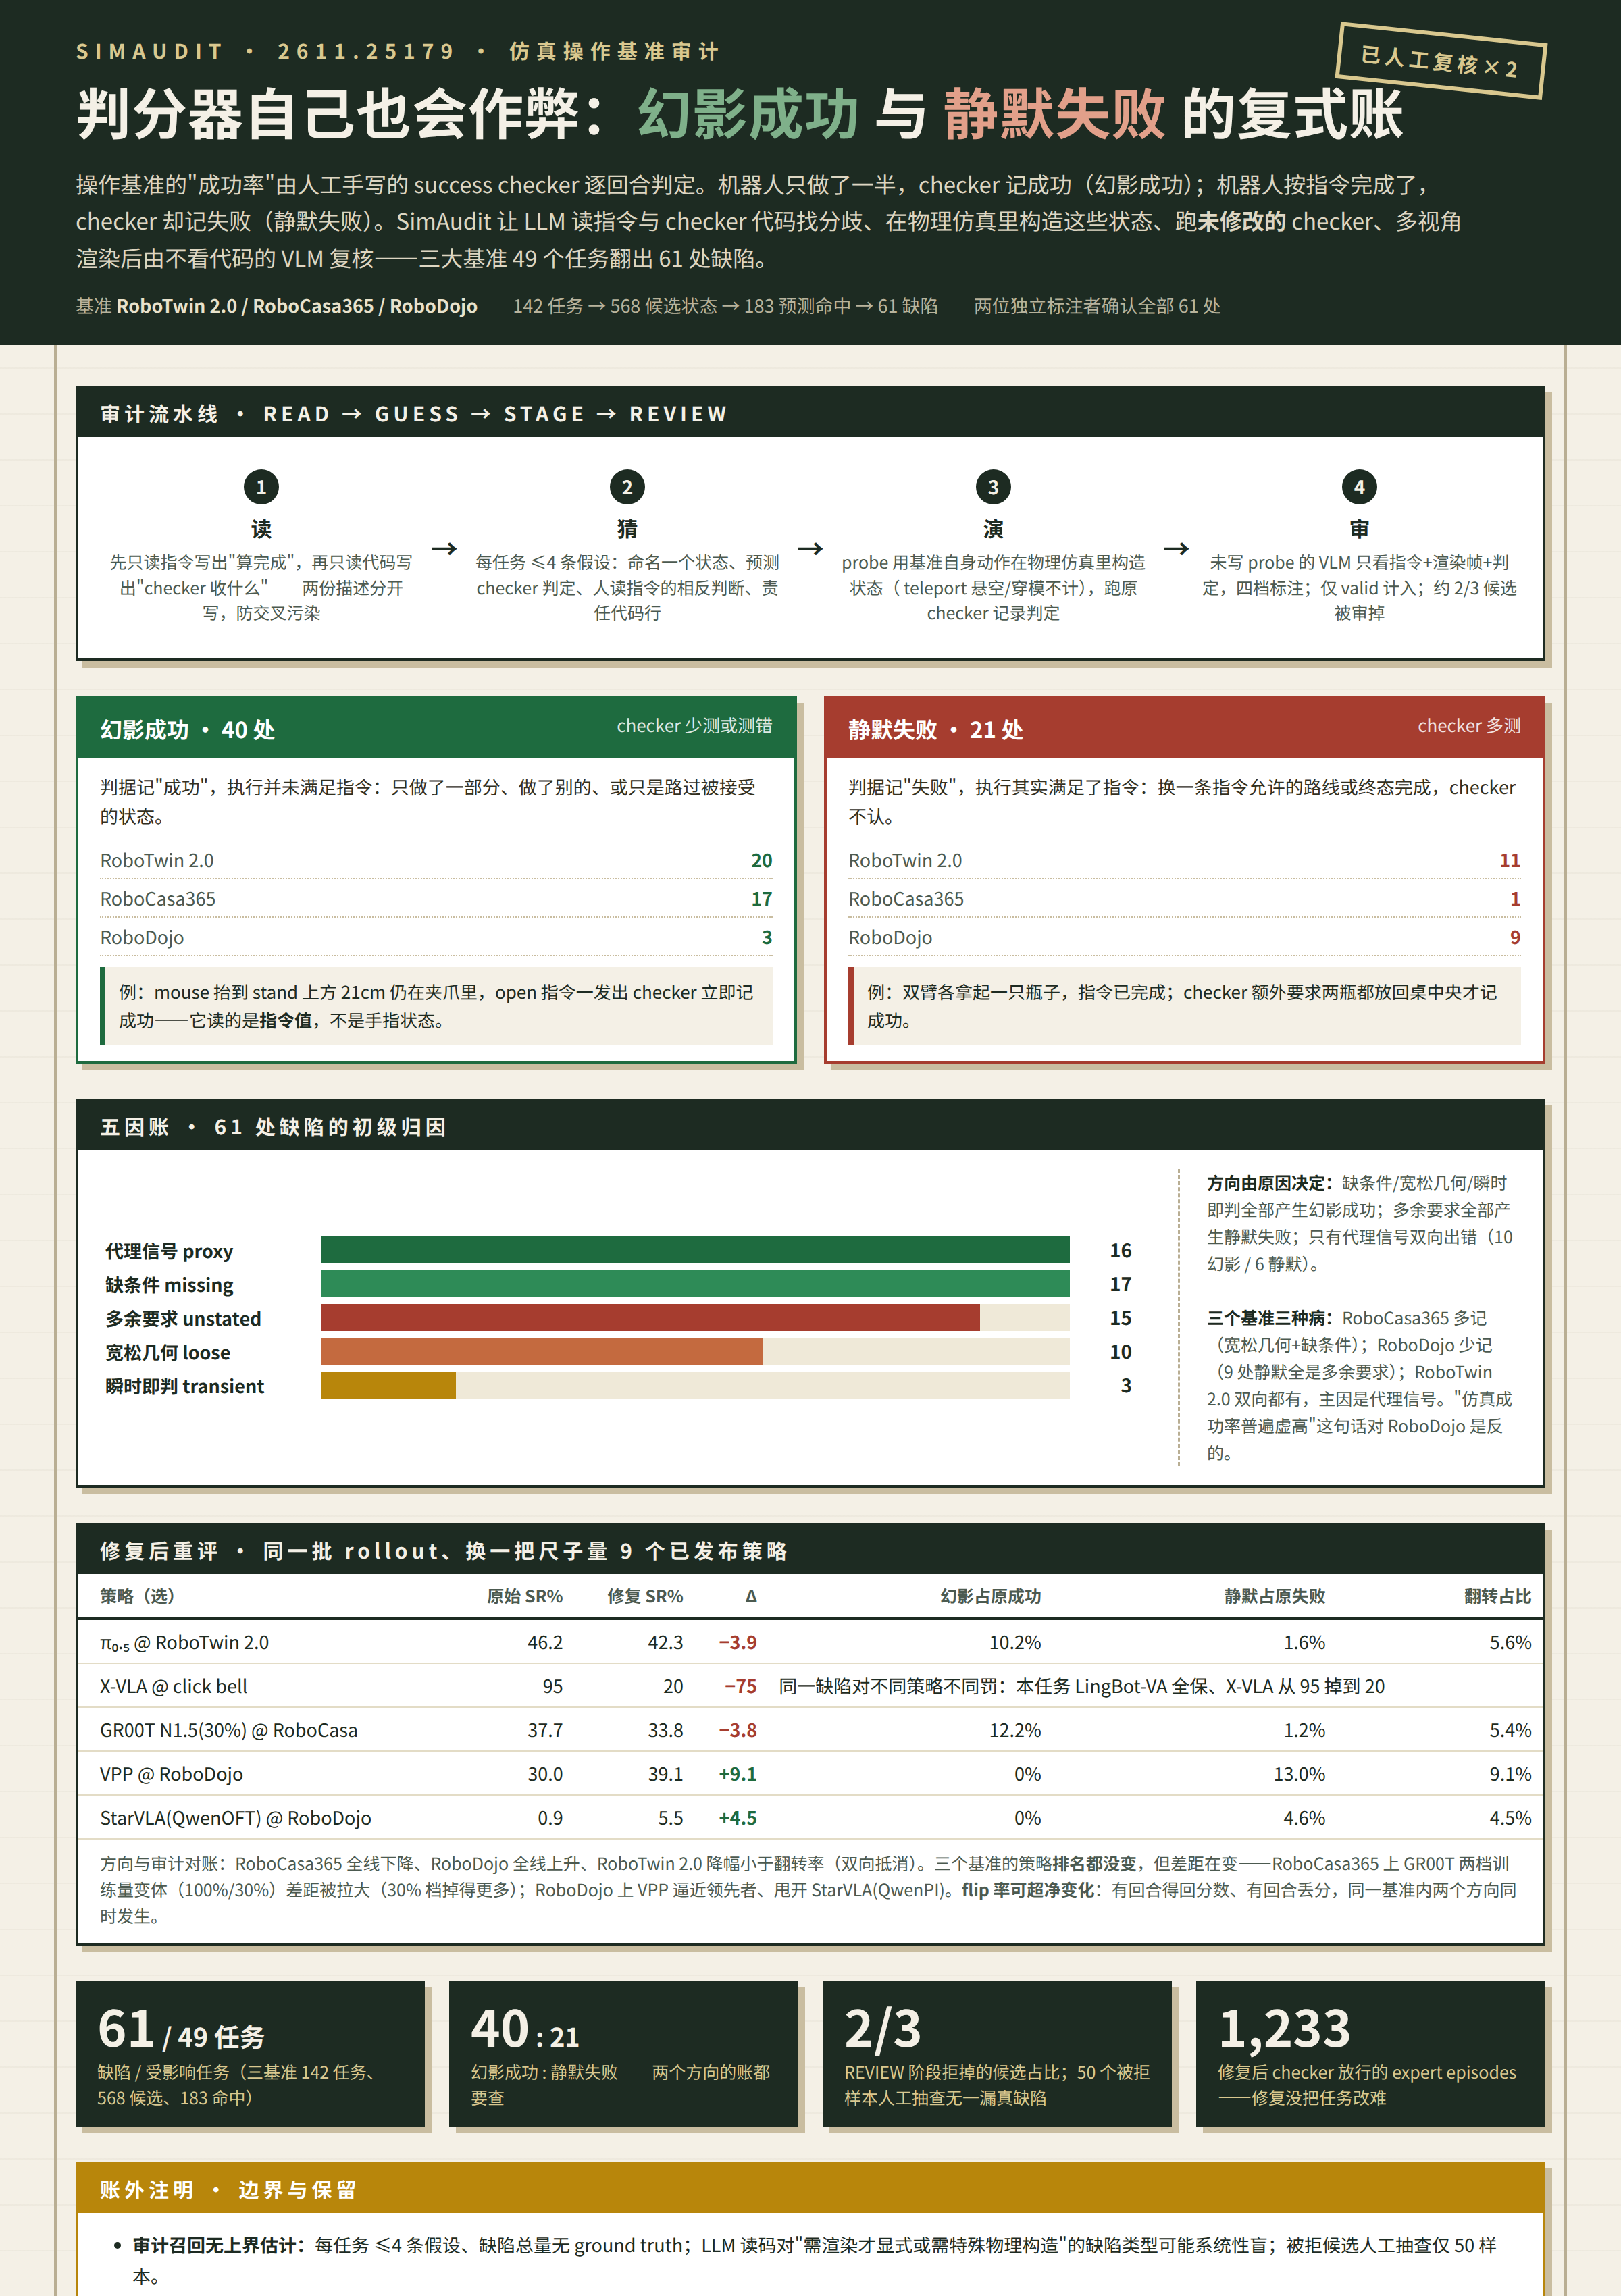 SIMAUDIT • 2611.25179 • 仿真操作基准审计
已人工复核×2
判分器自己也会作弊：幻影成功 与 静默失败 的复式账
操作基准的"成功率"由人工手写的 success checker 逐回合判定。机器人只做了一半，checker 记成功（幻影成功）；机器人按指令完成了，
checker 却记失败（静默失败）。SimAudit 让 LLM 读指令与 checker 代码找分歧、在物理仿真里构造这些状态、跑未修改的 checker、多视角
渲染后由不看代码的 VLM 复核——三大基准 49 个任务翻出 61 处缺陷。
基准 RoboTwin 2.0 / RoboCasa365 / RoboDojo 142 任务 → 568 候选状态 → 183 预测命中 → 61 缺陷 两位独立标注者确认全部 61 处
审计流水线 • READ → GUESS → STAGE → REVIEW
1
读
先只读指令写出"算完成"，再只读代码写
出"checker 收什么"——两份描述分开
写，防交叉污染
→
2
猜
每任务 ≤4 条假设：命名一个状态、预测
checker 判定、人读指令的相反判断、责
任代码行
→
3
演
probe 用基准自身动作在物理仿真里构造
状态（ teleport 悬空/穿模不计），跑原
checker 记录判定
→
4
审
未写 probe 的 VLM 只看指令+渲染帧+判
定，四档标注；仅 valid 计入；约 2/3 候选
被审掉
幻影成功 • 40 处 checker 少测或测错
判据记"成功"，执行并未满足指令：只做了一部分、做了别的、或只是路过被接受
的状态。
RoboTwin 2.0 20
RoboCasa365 17
RoboDojo 3
例：mouse 抬到 stand 上方 21cm 仍在夹爪里，open 指令一发出 checker 立即记
成功——它读的是指令值，不是手指状态。
静默失败 • 21 处 checker 多测
判据记"失败"，执行其实满足了指令：换一条指令允许的路线或终态完成，checker
不认。
RoboTwin 2.0 11
RoboCasa365 1
RoboDojo 9
例：双臂各拿起一只瓶子，指令已完成；checker 额外要求两瓶都放回桌中央才记
成功。
五因账 • 61 处缺陷的初级归因
代理信号 proxy 16
缺条件 missing 17
多余要求 unstated 15
宽松几何 loose 10
瞬时即判 transient 3
方向由原因决定：缺条件/宽松几何/瞬时
即判全部产生幻影成功；多余要求全部产
生静默失败；只有代理信号双向出错（10
幻影 / 6 静默）。
三个基准三种病：RoboCasa365 多记
（宽松几何+缺条件）；RoboDojo 少记
（9 处静默全是多余要求）；RoboTwin
2.0 双向都有，主因是代理信号。"仿真成
功率普遍虚高"这句话对 RoboDojo 是反
的。
修复后重评 • 同一批 rollout、换一把尺子量 9 个已发布策略
策略（选） 原始 SR% 修复 SR% Δ 幻影占原成功 静默占原失败 翻转占比
π₀.₅ @ RoboTwin 2.0 46.2 42.3 −3.9 10.2% 1.6% 5.6%
X-VLA @ click bell 95 20 −75 同一缺陷对不同策略不同罚：本任务 LingBot-VA 全保、X-VLA 从 95 掉到 20
GR00T N1.5(30%) @ RoboCasa 37.7 33.8 −3.8 12.2% 1.2% 5.4%
VPP @ RoboDojo 30.0 39.1 +9.1 0% 13.0% 9.1%
StarVLA(QwenOFT) @ RoboDojo 0.9 5.5 +4.5 0% 4.6% 4.5%
方向与审计对账：RoboCasa365 全线下降、RoboDojo 全线上升、RoboTwin 2.0 降幅小于翻转率（双向抵消）。三个基准的策略排名都没变，但差距在变——RoboCasa365 上 GR00T 两档训
练量变体（100%/30%）差距被拉大（30% 档掉得更多）；RoboDojo 上 VPP 逼近领先者、甩开 StarVLA(QwenPI)。flip 率可超净变化：有回合得回分数、有回合丢分，同一基准内两个方向同
时发生。
61 / 49 任务
缺陷 / 受影响任务（三基准 142 任务、
568 候选、183 命中）
40 : 21
幻影成功 : 静默失败——两个方向的账都
要查
2/3
REVIEW 阶段拒掉的候选占比；50 个被拒
样本人工抽查无一漏真缺陷
1,233
修复后 checker 放行的 expert episodes
——修复没把任务改难
账外注明 • 边界与保留
• 审计召回无上界估计：每任务 ≤4 条假设、缺陷总量无 ground truth；LLM 读码对"需渲染才显式或需特殊物理构造"的缺陷类型可能系统性盲；被拒候选人工抽查仅 50 样
本。